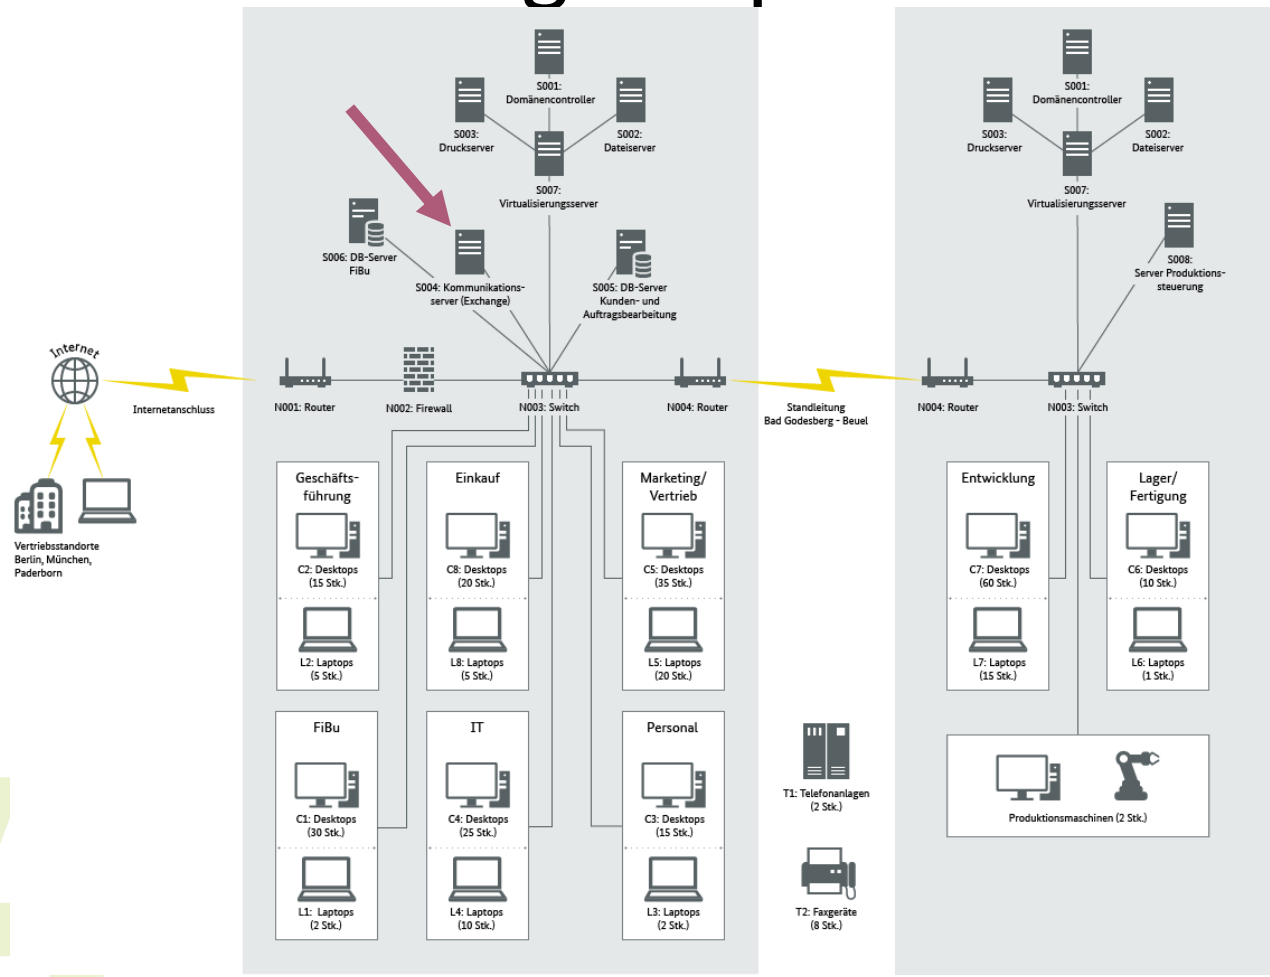 S001:
Domänencontroller
S003:
Druckserver
S002:
Dateiserver
S007:
Virtualisierungsserver
S006: DB-Server
FiBu
S004: Kommunikations-
server (Exchange)
S005: DB-Server
Kunden- und
Auftragsbearbeitung
S001:
Domänencontroller
S003:
Druckserver
S002:
Dateiserver
S007:
Virtualisierungsserver
S008:
Server Produktions-
steuerung
Internet
Internetanschluss
N001: Router
N002: Firewall
N003: Switch
N004: Router
Standleitung
Bad Godesberg - Beuel
N004: Router
N003: Switch
Vertriebsstandorte
Berlin, München,
Paderborn
Geschäfts-
führung
C2: Desktops
(15 Stk.)
L2: Laptops
(5 Stk.)
Einkauf
C8: Desktops
(20 Stk.)
L8: Laptops
(5 Stk.)
Marketing/
Vertrieb
C5: Desktops
(35 Stk.)
L5: Laptops
(20 Stk.)
Entwicklung
C7: Desktops
(60 Stk.)
L7: Laptops
(15 Stk.)
Lager/
Fertigung
C6: Desktops
(10 Stk.)
L6: Laptops
(1 Stk.)
FiBu
C1: Desktops
(30 Stk.)
L1: Laptops
(2 Stk.)
IT
C4: Desktops
(25 Stk.)
L4: Laptops
(10 Stk.)
Personal
C3: Desktops
(15 Stk.)
L3: Laptops
(2 Stk.)
T1: Telefonanlagen
(2 Stk.)
T2: Faxgeräte
(8 Stk.)
Produktionsmaschinen (2 Stk.)